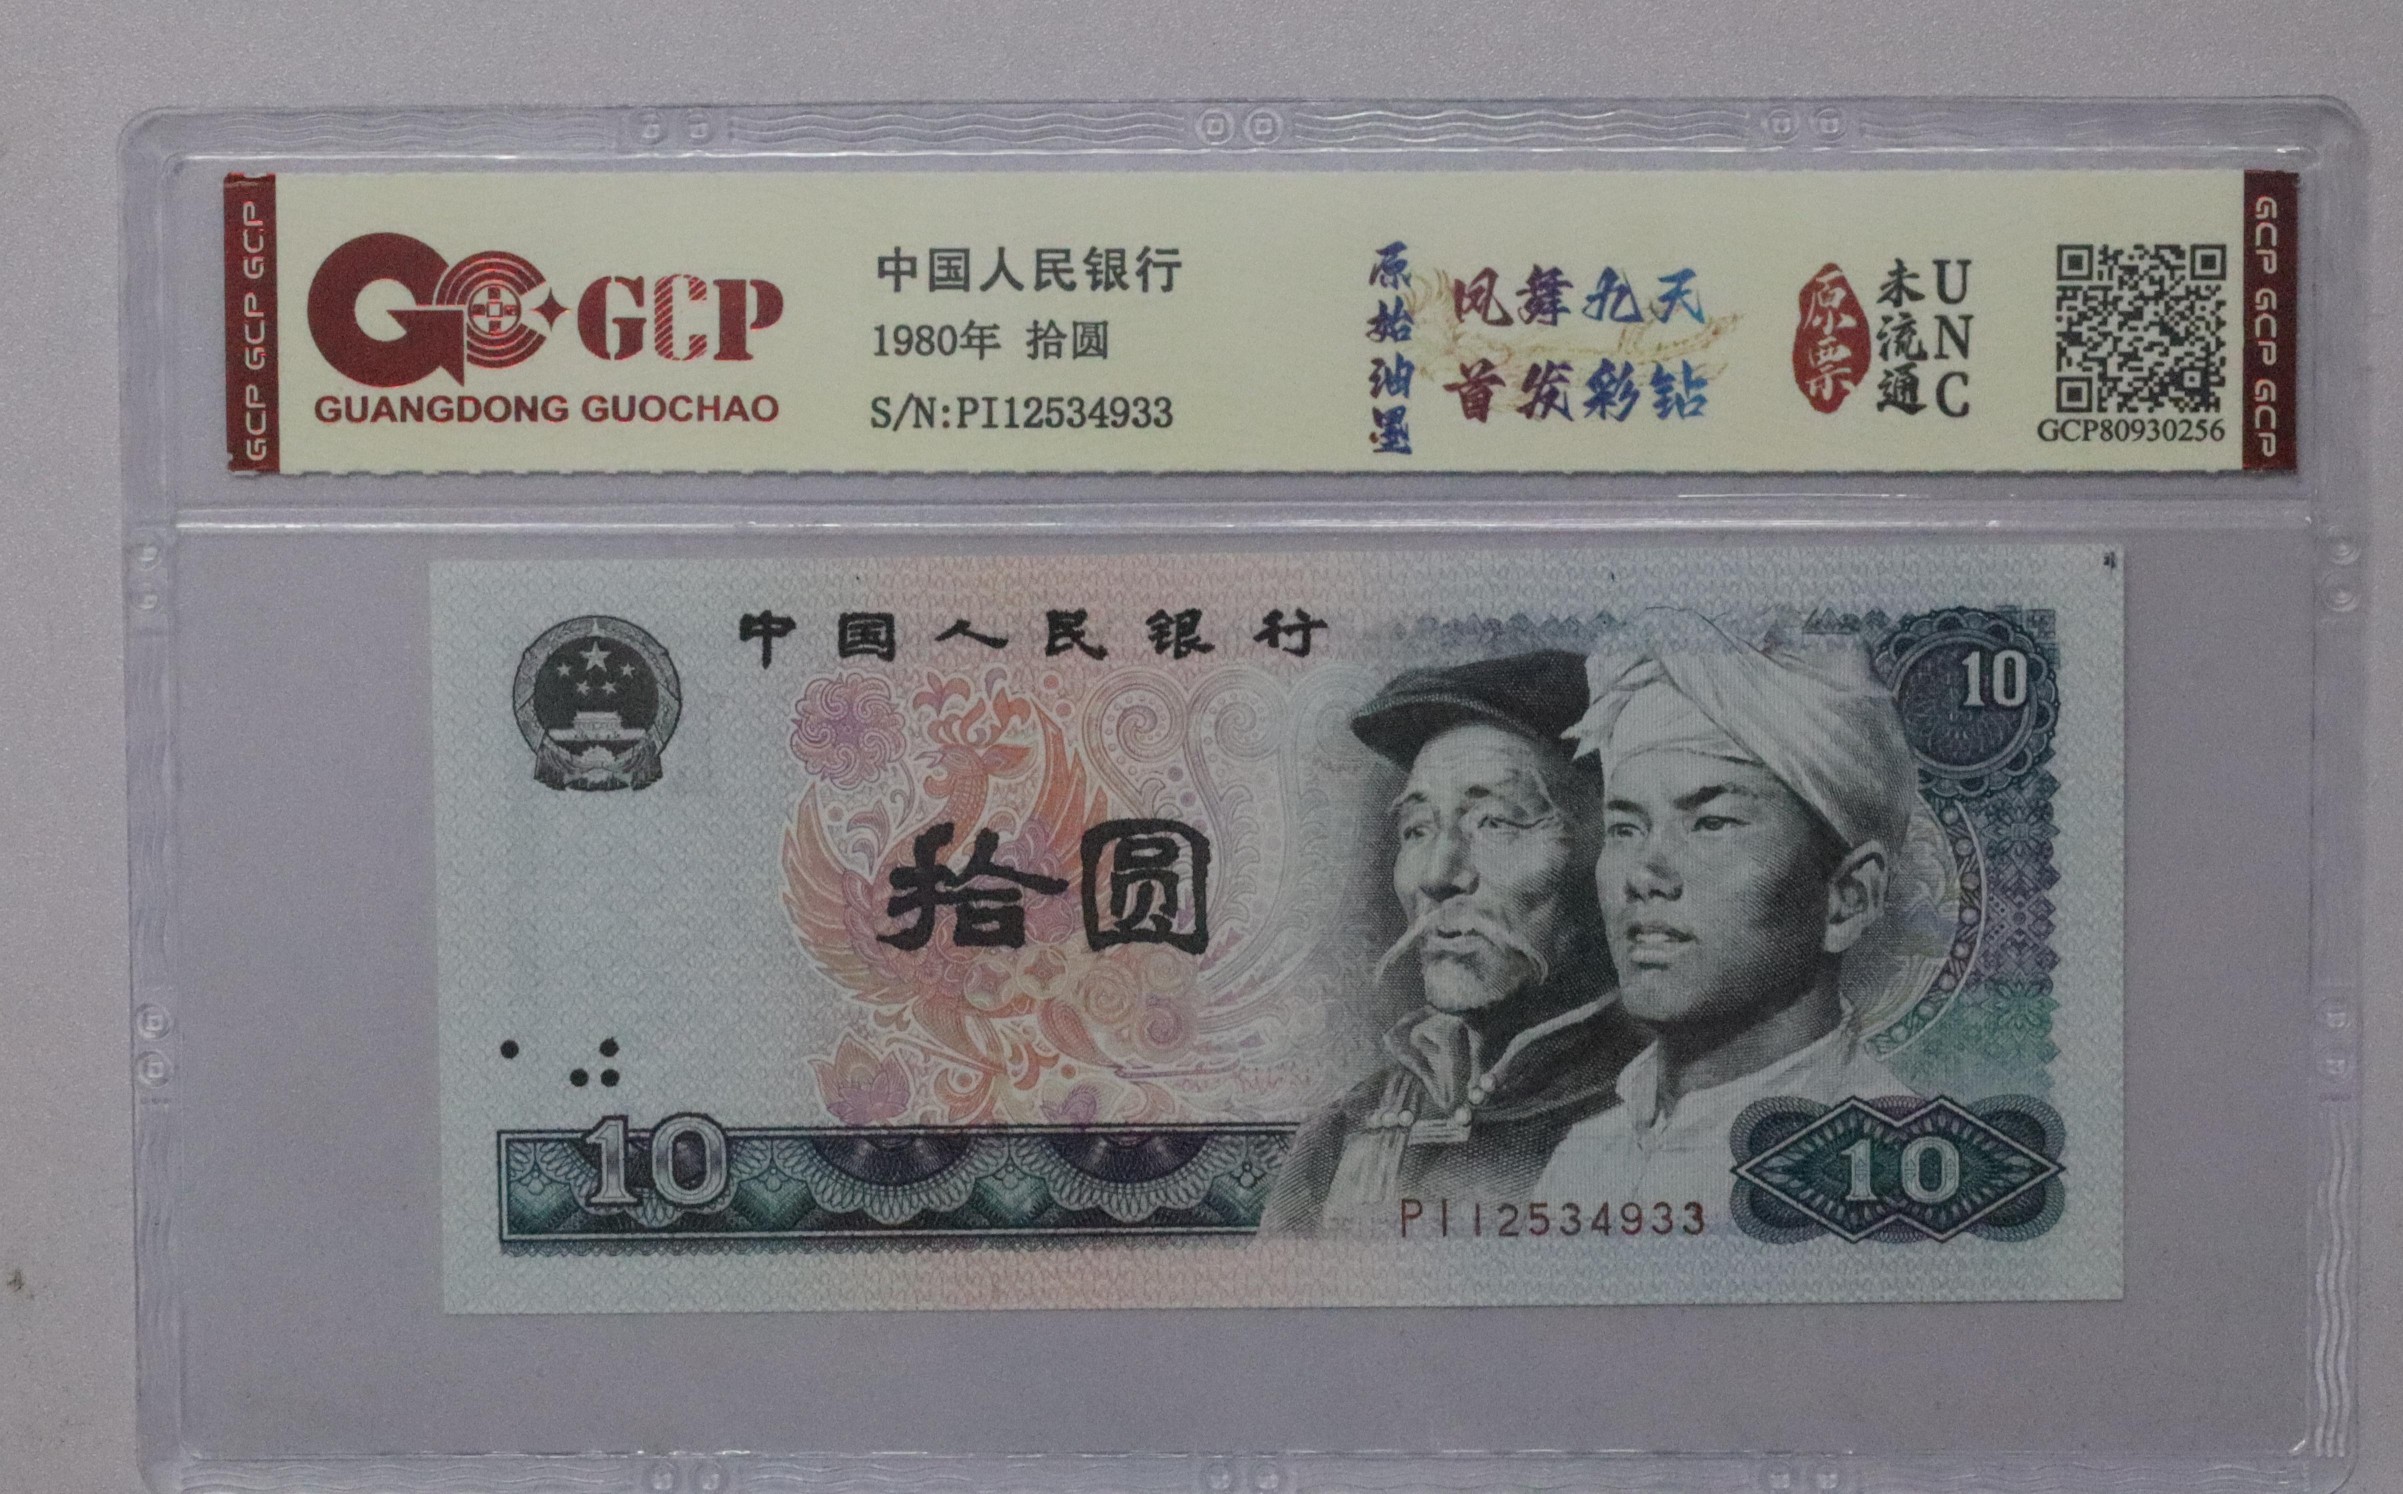 GCP GCP GCP
GCP
GUANGDONG GUOCHAO
中国人民银行
1980年 拾圆
S/N:PI12534933
原始油墨
凤舞九天
首发彩钻
原票
未流通
UNC
GCP80930256
GCP GCP GCP
中国人民银行
10
拾圆
10
10
PI12534933